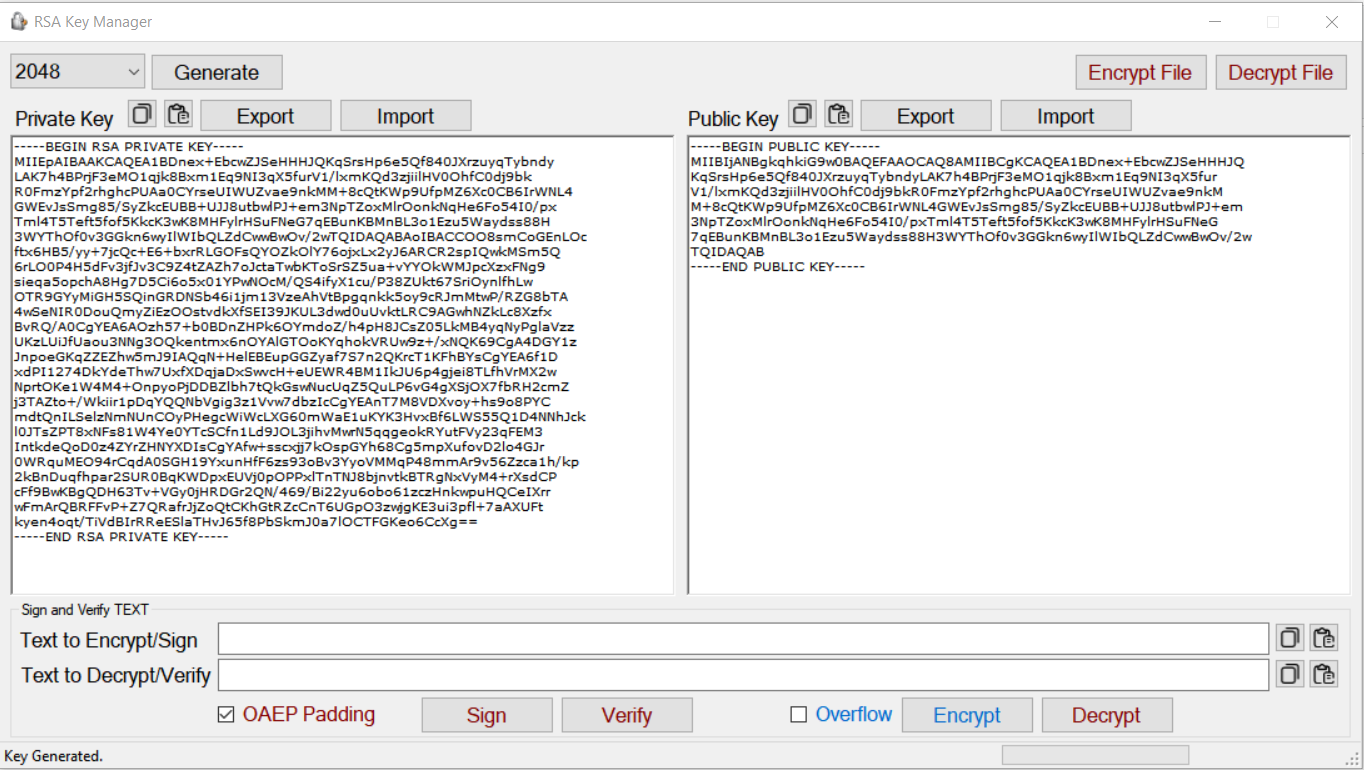 RSA Key Manager
2048
Generate
Encrypt File
Decrypt File
Private Key
Export
Import
-----BEGIN RSA PRIVATE KEY-----
MIIEpAIBAAKCAQEA1BDnex+EbcwZJSeHHHJQKqSrsHp6e5Qf840JXrzuyqTybndy
LAK7h4BPrjF3eMO1qjk8Bxm1Eq9NI3qX5furV1/lxmKQd3zjiilHV0OhfC0dj9bk
R0FmzYpf2rhghcPUAa0CYrseUIWUZvae9nkMM+8cQtKWp9UfpMZ6Xc0CB6IrWNL4
GWEvJsSmg85/SyZkcEUBB+UJJ8utbwlPJ+em3NpTZoxMlrOonkNqHe6Fo54I0/px
Tml4T5Teft5fof5KkcK3wK8MHFylrHSuFNeG7qEBunKBMnBL3o1Ezu5Waydss88H
3WYThOf0v3GGkn6wyIlWIbQLZdCwwBwOv/2wTQIDAQABAoIBACCOO8smCoGEnLOc
ftx6HB5/yy+7jcQc+E6+bxrRLGOFsQYOZkOlY76ojxLx2yJ6ARCR2spIQwkMSm5Q
6rLO0P4H5dFv3jfJv3C9Z4tZAZh7oJctaTwbKToSrSZ5ua+vYYOkWMJpcXzxFNg9
sieqa5opchA8Hg7D5Ci6o5x01YPwNOcM/QS4ifyX1cu/P38ZUkt67SriOynlfhLw
OTR9GYyMiGH5SQinGRDNSb46i1jm13VzeAhVtBpgqnkk5oy9cRJmMtwP/RZG8bTA
4wSeNIR0DouQmyZiEzOOstvdkXfSEI39JKUL3dwd0uUvktLRC9AGwhNZkLc8Xzfx
BvRQ/A0CgYEA6AOzh57+b0BDnZHPk6OYmdoZ/h4pH8JCsZ05LkMB4yqNyPglaVzz
UKzLUiJfUaou3NNg3OQkentmx6nOYAlGTOoKYqhokVRUw9z+/xNQK69CgA4DGY1z
JnpoeGKqZZEZhw5mJ9IAQqN+HelEBEupGGZyaf7S7n2QKrcT1KFhBYsCgYEA6f1D
xdPI1274DkYdeThw7UxfXDqjaDxSwvcH+eUEWR4BM1IkJU6p4gjei8TLfhVrMX2w
NprtOKe1W4M4+OnpyoPjDDBZlbh7tQkGswNucUqZ5QuLP6vG4gXSjOX7fbRH2cmZ
j3TAZto+/Wkiir1pDqYQQNbVgig3z1Vvw7dbzIcCgYEAnT7M8VDXvoy+hs9o8PYC
mdtQnILSelzNmNUnCOyPHegcWiWcLXG60mWaE1uKYK3HvxBf6LWS55Q1D4NNhJck
l0JTsZPT8xNFs81W4Ye0YTcSCfn1Ld9JOL3jihvMwrN5qqgeokRYutFVy23qFEM3
IntkdeQoD0z4ZYrZHNYXDIsCgYAfw+sscxjj7kOspGYh68Cg5mpXufovD2lo4GJr
0WRquMEO94rCqdA0SGH19YxunHfF6zs93oBv3YyoVMMqP48mmAr9v56Zzca1h/kp
2kBnDuqfhpar2SUR0BqKWDpxEUVj0pOPPxlTnTNJ8bjnvtkBTRgNxVyM4+rXsdCP
cFf9BwKBgQDH63Tv+VGy0jHRDGr2QN/469/Bi22yu6obo61zczHnkwpuHQCeIXrr
wFmArQBRFFvP+Z7QRafrJjZoQtCKhGtRZcCnT6UGpO3zwjgKE3ui3pfl+7aAXUFt
kyen4oqt/TiVdBIrRReESlaTHvJ65f8PbSkmJ0a7lOCTFGKeo6CcXg==
-----END RSA PRIVATE KEY-----
Public Key
Export
Import
-----BEGIN PUBLIC KEY-----
MIIBIjANBgkqhkiG9w0BAQEFAAOCAQ8AMIIBCgKCAQEA1BDnex+EbcwZJSeHHHJQ
KqSrsHp6e5Qf840JXrzuyqTybndyLAK7h4BPrjF3eMO1qjk8Bxm1Eq9NI3qX5fur
V1/lxmKQd3zjiilHV0OhfC0dj9bkR0FmzYpf2rhghcPUAa0CYrseUIWUZvae9nkM
M+8cQtKWp9UfpMZ6Xc0CB6IrWNL4GWEvJsSmg85/SyZkcEUBB+UJJ8utbwlPJ+em
3NpTZoxMlrOonkNqHe6Fo54I0/pxTml4T5Teft5fof5KkcK3wK8MHFylrHSuFNeG
7qEBunKBMnBL3o1Ezu5Waydss88H3WYThOf0v3GGkn6wyIlWIbQLZdCwwBwOv/2w
TQIDAQAB
-----END PUBLIC KEY-----
Sign and Verify TEXT
Text to Encrypt/Sign
Text to Decrypt/Verify
OAEP Padding
Sign
Verify
Overflow
Encrypt
Decrypt
Key Generated.